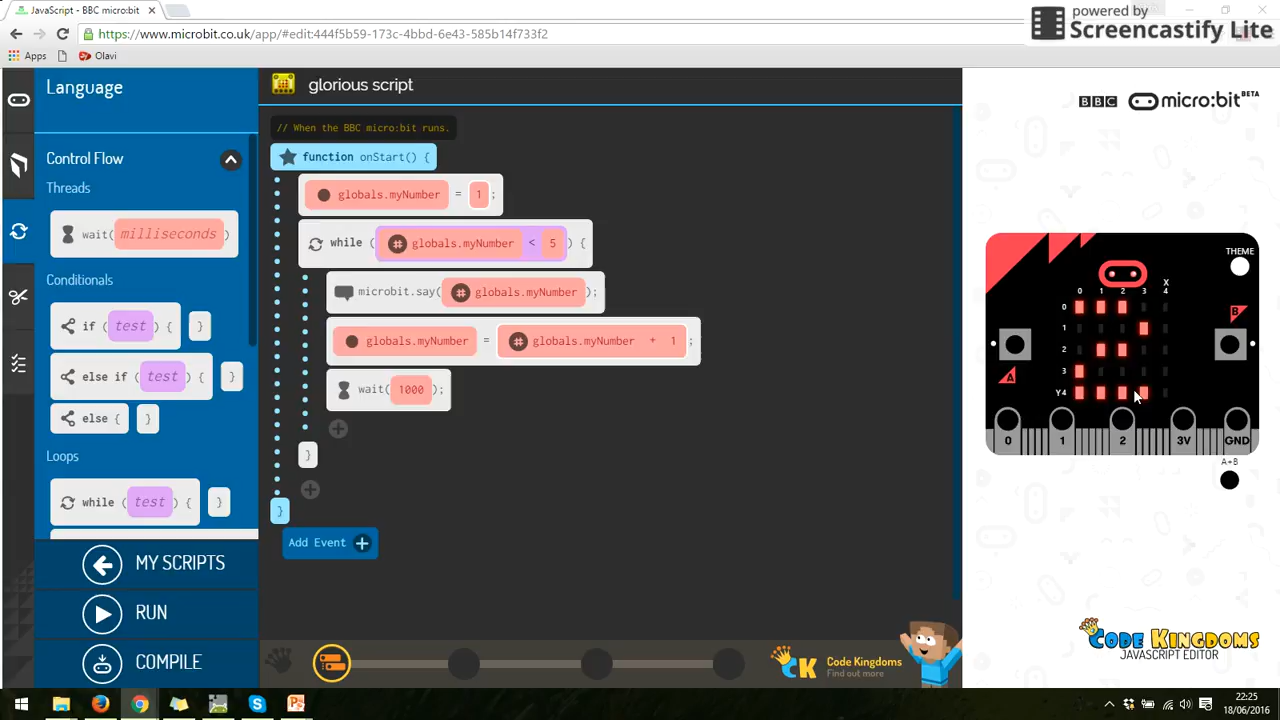 JavaScript - BBC micro:bit
powered by
Screencastify Lite
https://www.microbit.co.uk/app/#edit:444f5b59-173c-4bbd-6e43-585b14f733f2
Apps
Olavi
Language
glorious script
BBC micro:bit BETA
// When the BBC micro:bit runs.
function onStart() {
globals.myNumber = 1 ;
while ( globals.myNumber < 5 ) {
microbit.say( globals.myNumber );
globals.myNumber = globals.myNumber + 1 ;
wait( 1000 );
}
}
Add Event +
Control Flow
Threads
wait( milliseconds )
Conditionals
if ( test ) { }
else if ( test ) { }
else { }
Loops
while ( test ) { }
MY SCRIPTS
RUN
COMPILE
THEME
X
0 1 2 3 4
0
1
2
3
Y 4
A
B
0 1 2 3V GND
A+B
CK Code Kingdoms
Find out more
CODE KINGDOMS
JAVASCRIPT EDITOR
22:25
18/06/2016